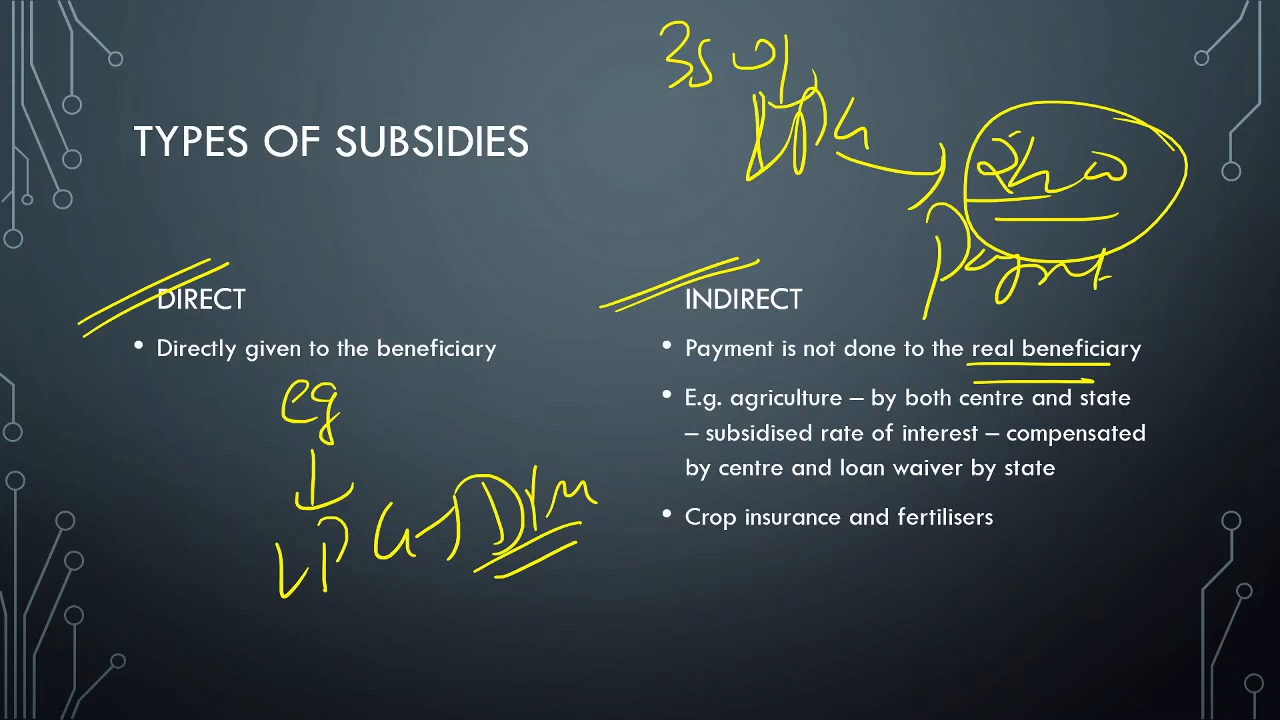 TYPES OF SUBSIDIES
DIRECT
• Directly given to the beneficiary
eg
LPG
INDIRECT
• Payment is not done to the real beneficiary
• E.g. agriculture – by both centre and state
– subsidised rate of interest – compensated
by centre and loan waiver by state
• Crop insurance and fertilisers